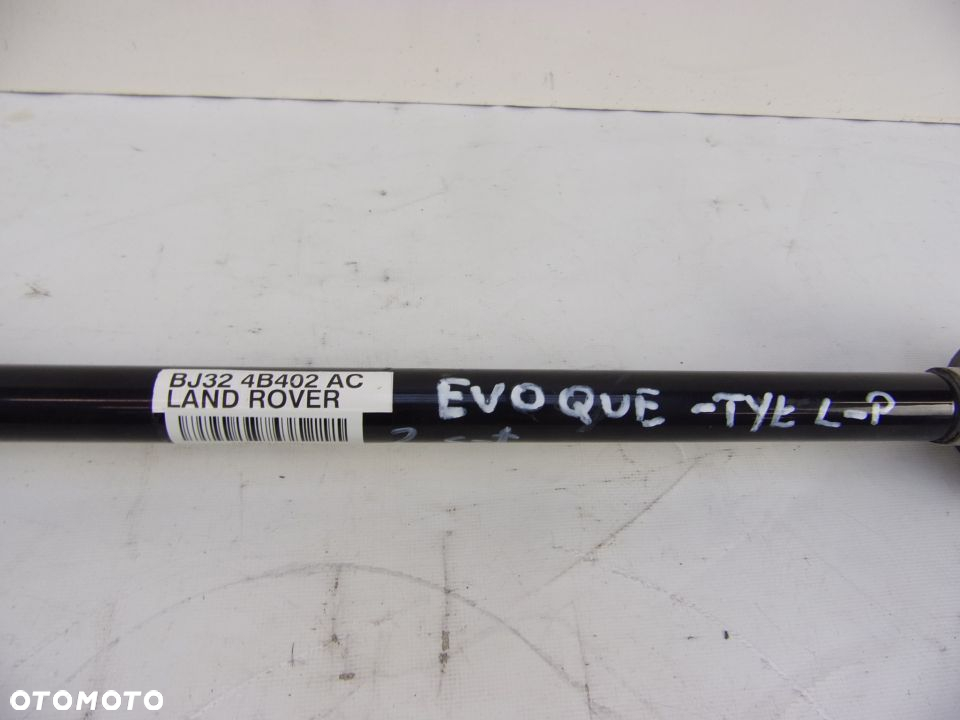 BJ32 4B402 AC
LAND ROVER
EVOQUE -TYŁ L-P
OTOMOTO